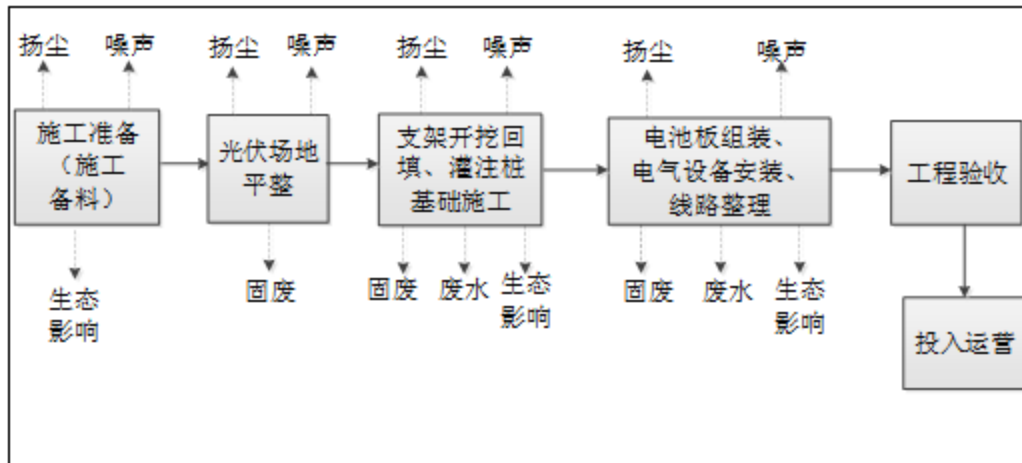 扬尘
噪声
扬尘
噪声
扬尘
噪声
扬尘
噪声
施工准备
（施工
备料）
光伏场地
平整
支架开挖回
填、灌注桩
基础施工
电池板组装、
电气设备安装、
线路整理
工程验收
生态
影响
固废
固废
废水
生态
影响
固废
废水
生态
影响
投入运营